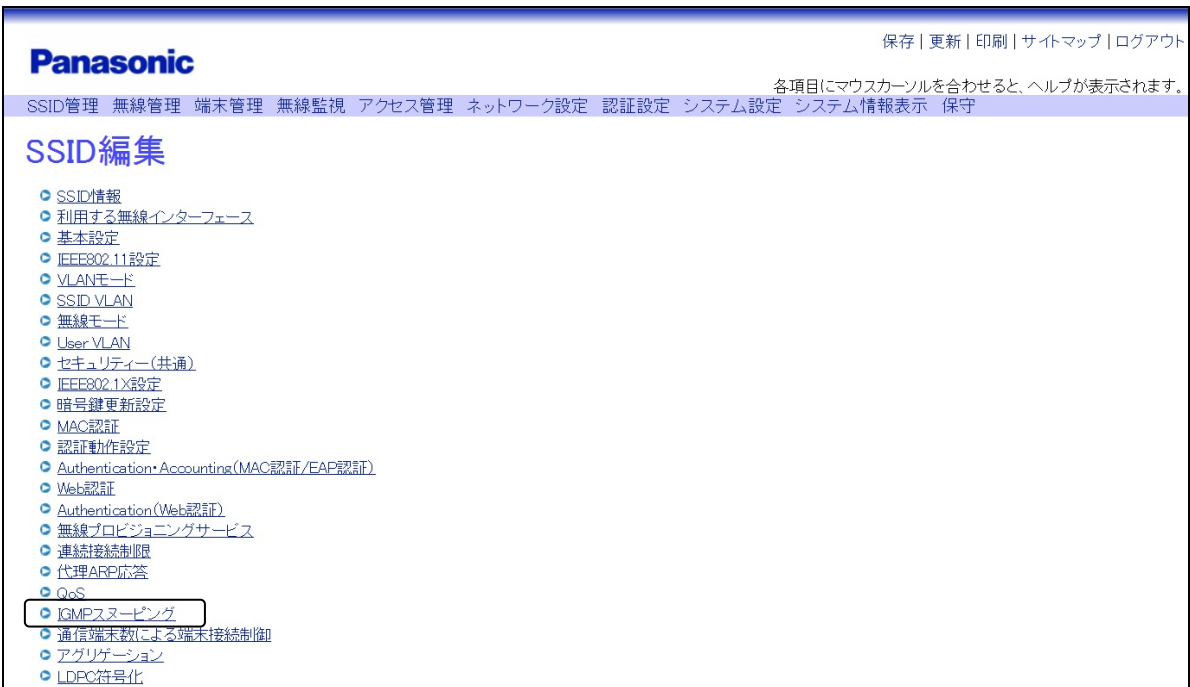 保存 | 更新 | 印刷 | サイトマップ | ログアウト
Panasonic
各項目にマウスカーソルを合わせると、ヘルプが表示されます。
SSID管理 無線管理 端末管理 無線監視 アクセス管理 ネットワーク設定 認証設定 システム設定 システム情報表示 保守
SSID編集
SSID情報
利用する無線インターフェース
基本設定
IEEE802.11設定
VLANモード
SSID VLAN
無線モード
User VLAN
セキュリティー(共通)
IEEE802.1X設定
暗号鍵更新設定
MAC認証
認証動作設定
Authentication・Accounting(MAC認証/EAP認証)
Web認証
Authentication(Web認証)
無線プロビジョニングサービス
連続接続制限
代理ARP応答
QoS
IGMPスヌーピング
通信端末数による端末接続制御
アグリゲーション
LDPC符号化